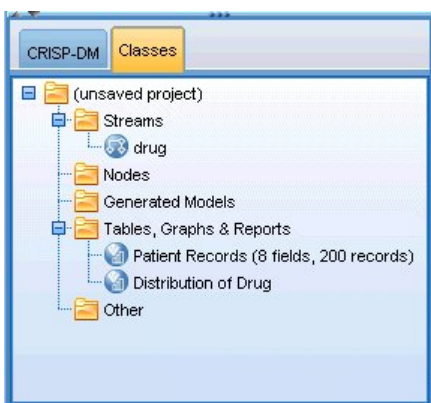 CRISP-DM Classes
(unsaved project)
Streams
drug
Nodes
Generated Models
Tables, Graphs & Reports
Patient Records (8 fields, 200 records)
Distribution of Drug
Other